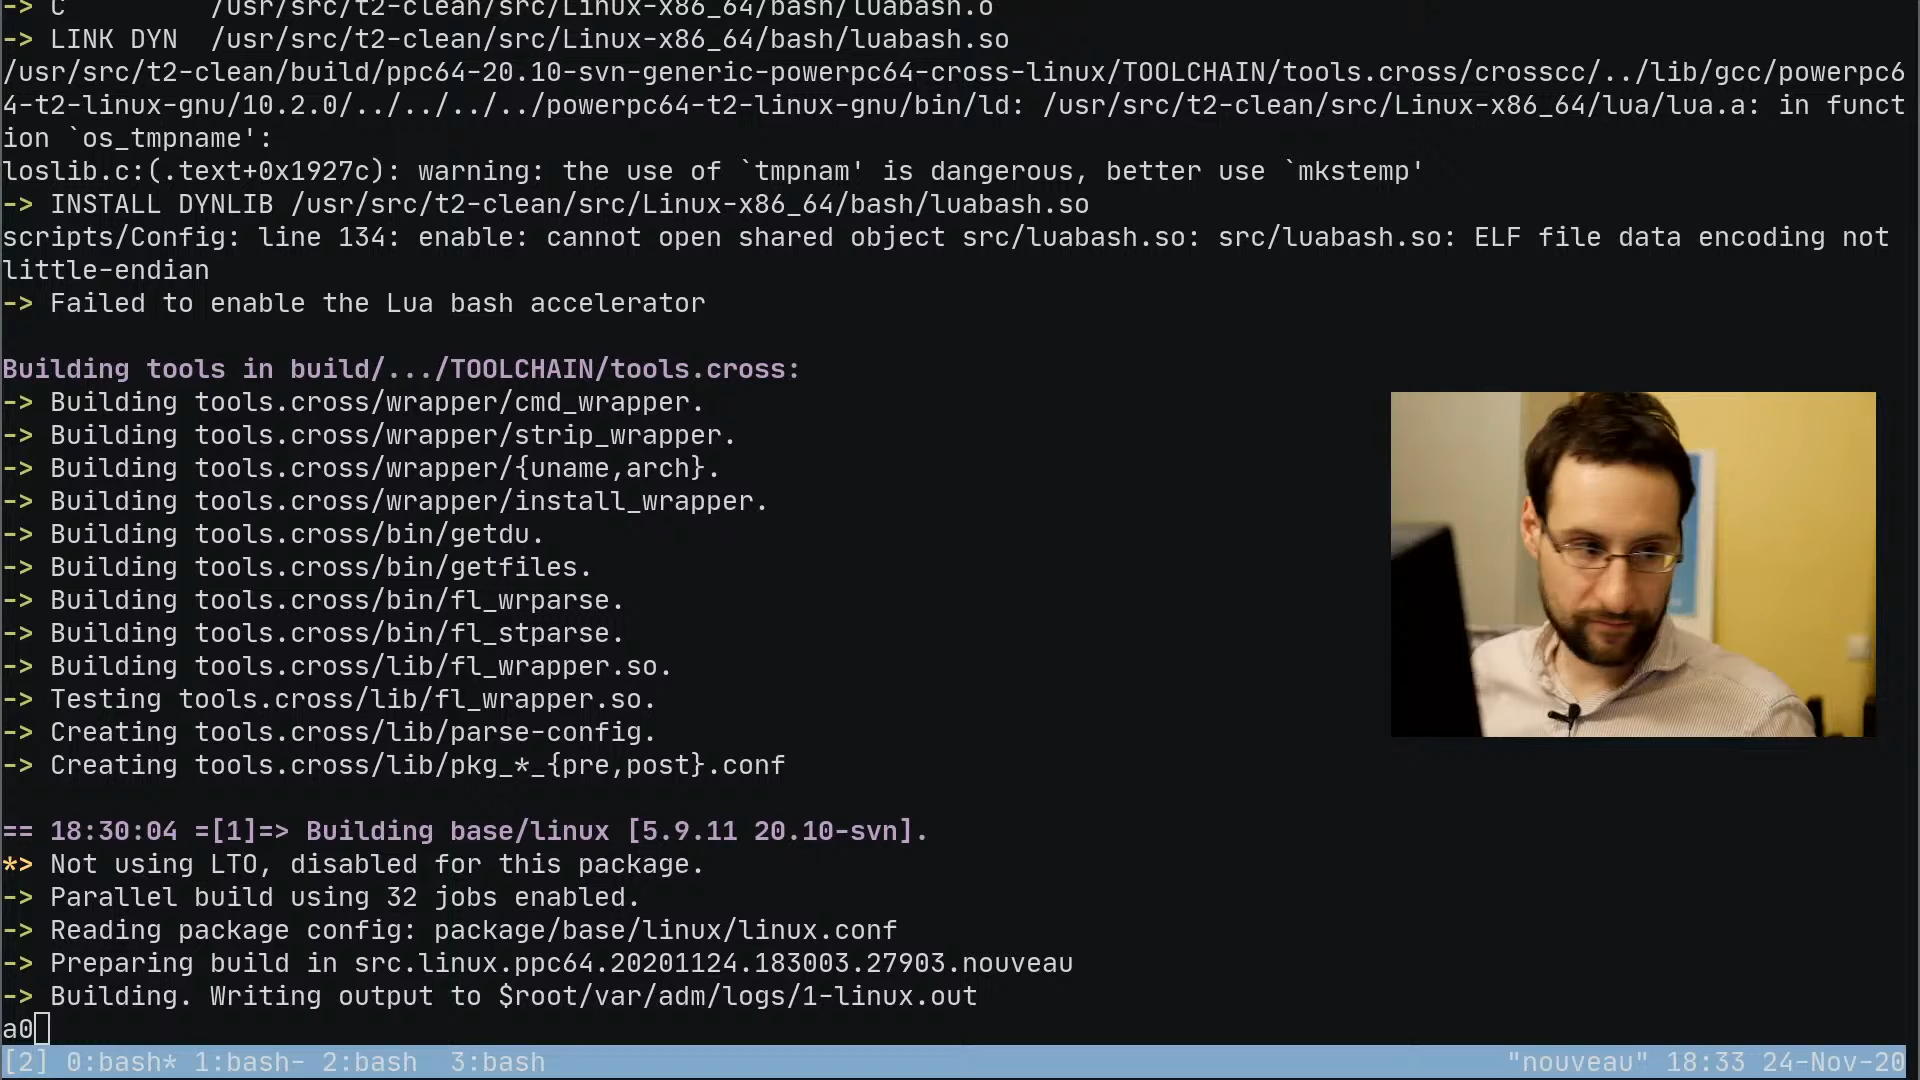 -> C         /usr/src/t2-clean/src/Linux-x86_64/bash/luabash.o
-> LINK DYN  /usr/src/t2-clean/src/Linux-x86_64/bash/luabash.so
/usr/src/t2-clean/build/ppc64-20.10-svn-generic-powerpc64-cross-linux/TOOLCHAIN/tools.cross/crosscc/../lib/gcc/powerpc6
4-t2-linux-gnu/10.2.0/../../../../powerpc64-t2-linux-gnu/bin/ld: /usr/src/t2-clean/src/Linux-x86_64/lua/lua.a: in funct
ion `os_tmpname':
loslib.c:(.text+0x1927c): warning: the use of `tmpnam' is dangerous, better use `mkstemp'
-> INSTALL DYNLIB /usr/src/t2-clean/src/Linux-x86_64/bash/luabash.so
scripts/Config: line 134: enable: cannot open shared object src/luabash.so: src/luabash.so: ELF file data encoding not
little-endian
-> Failed to enable the Lua bash accelerator
Building tools in build/.../TOOLCHAIN/tools.cross:
-> Building tools.cross/wrapper/cmd_wrapper.
-> Building tools.cross/wrapper/strip_wrapper.
-> Building tools.cross/wrapper/{uname,arch}.
-> Building tools.cross/wrapper/install_wrapper.
-> Building tools.cross/bin/getdu.
-> Building tools.cross/bin/getfiles.
-> Building tools.cross/bin/fl_wrparse.
-> Building tools.cross/bin/fl_stparse.
-> Building tools.cross/lib/fl_wrapper.so.
-> Testing tools.cross/lib/fl_wrapper.so.
-> Creating tools.cross/lib/parse-config.
-> Creating tools.cross/lib/pkg_*_{pre,post}.conf
== 18:30:04 =[1]=> Building base/linux [5.9.11 20.10-svn].
*> Not using LTO, disabled for this package.
-> Parallel build using 32 jobs enabled.
-> Reading package config: package/base/linux/linux.conf
-> Preparing build in src.linux.ppc64.20201124.183003.27903.nouveau
-> Building. Writing output to $root/var/adm/logs/1-linux.out
a0
[2] 0:bash* 1:bash- 2:bash  3:bash "nouveau" 18:33 24-Nov-20